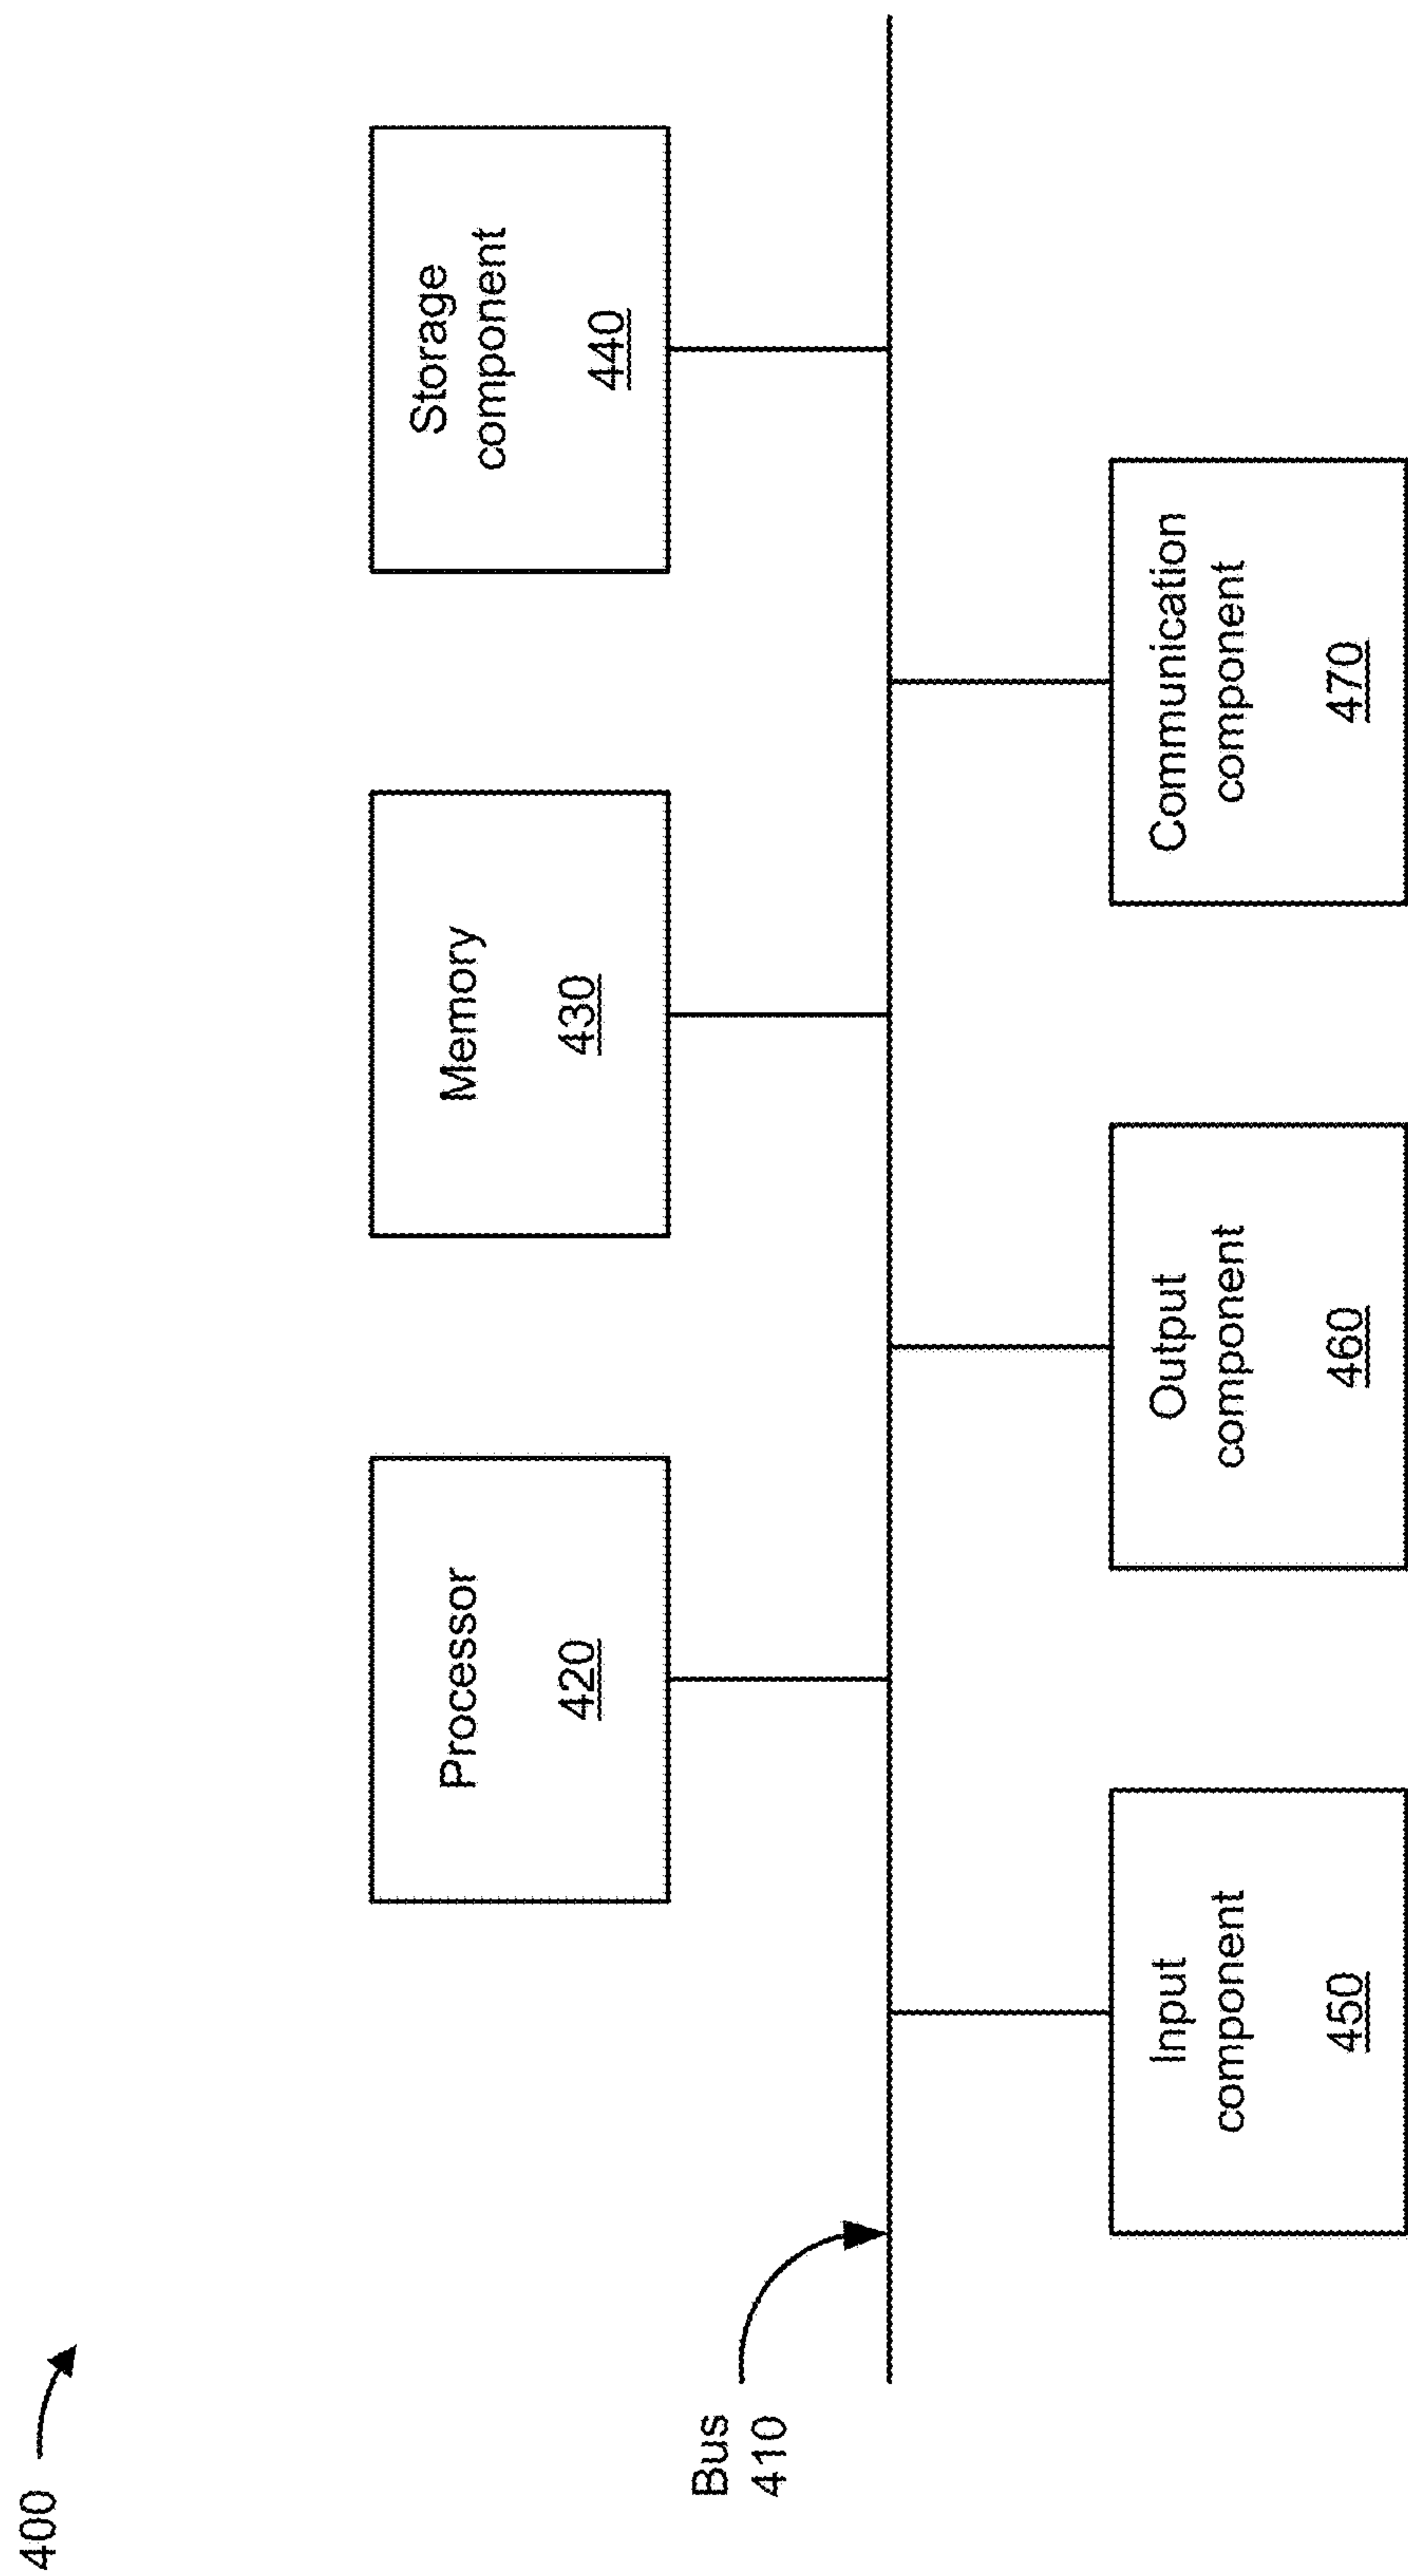 400
Bus
410
Processor
420
Memory
430
Storage
component
440
Input
component
450
Output
component
460
Communication
component
470